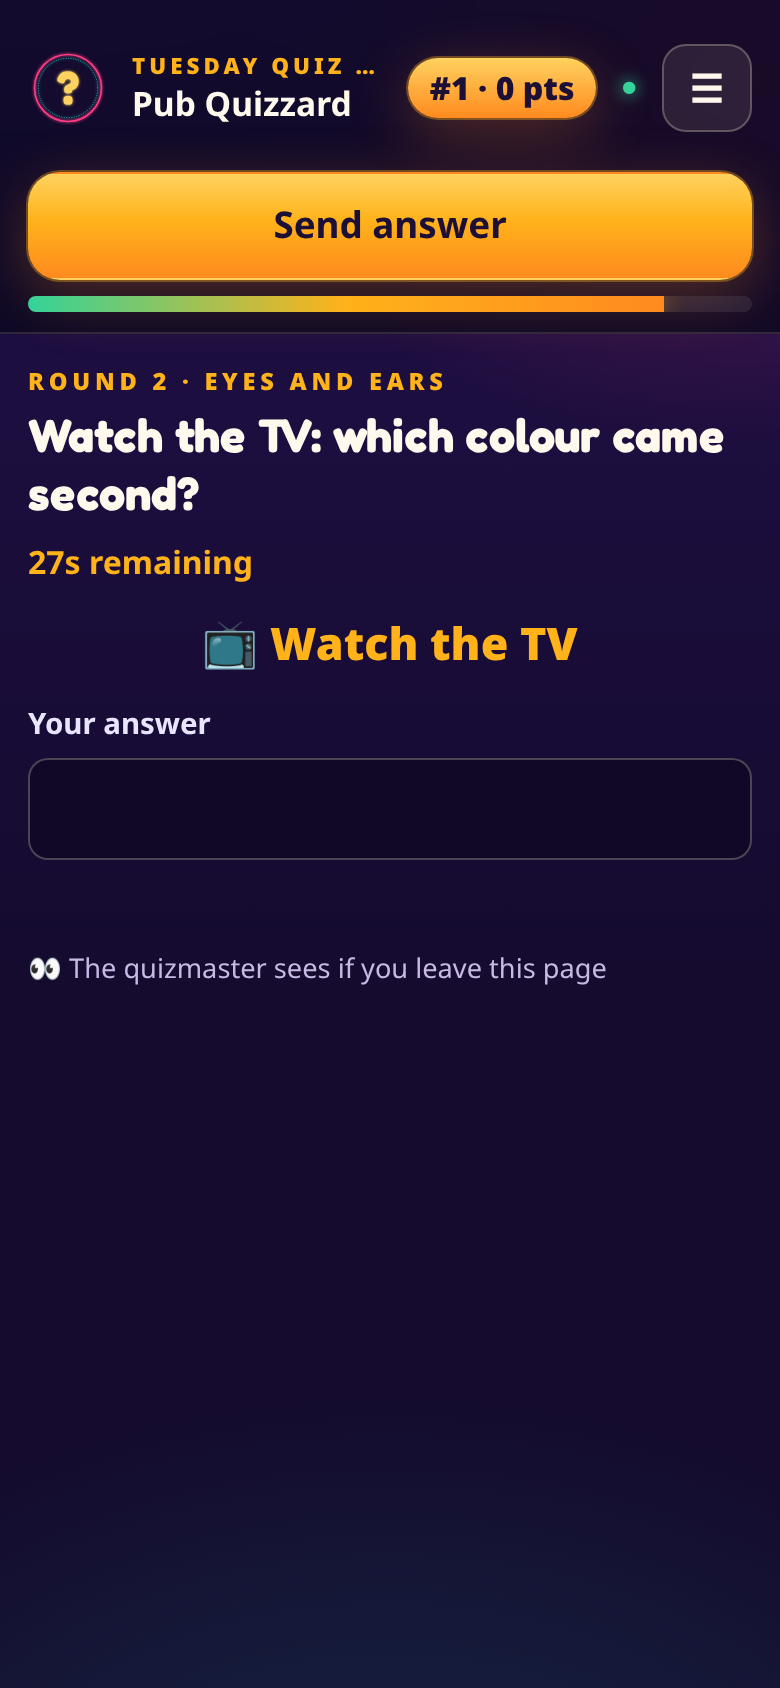 TUESDAY QUIZ …
Pub Quizzard
#1 · 0 pts
Send answer
ROUND 2 · EYES AND EARS
Watch the TV: which colour came
second?
27s remaining
📺 Watch the TV
Your answer
👀 The quizmaster sees if you leave this page